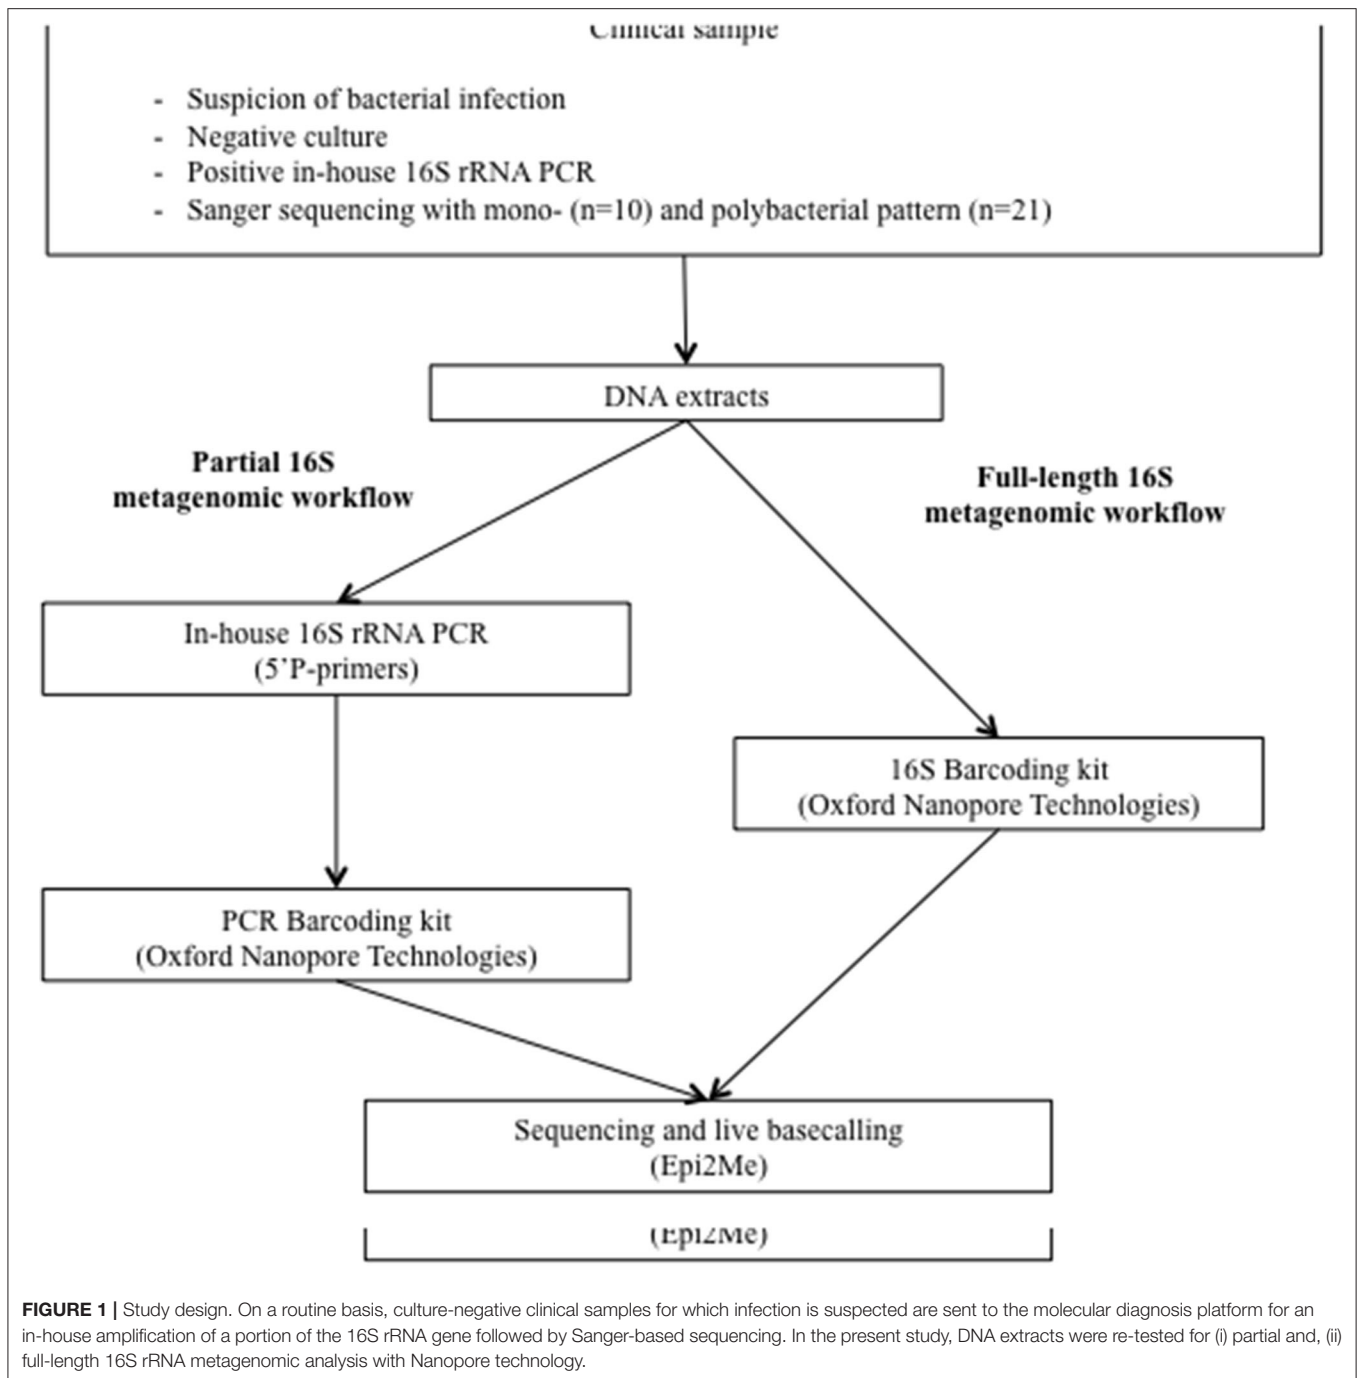 Clinical sample
- Suspicion of bacterial infection
- Negative culture
- Positive in-house 16S rRNA PCR
- Sanger sequencing with mono- (n=10) and polybacterial pattern (n=21)
DNA extracts
Partial 16S
metagenomic workflow
Full-length 16S
metagenomic workflow
In-house 16S rRNA PCR
(5'P-primers)
16S Barcoding kit
(Oxford Nanopore Technologies)
PCR Barcoding kit
(Oxford Nanopore Technologies)
Sequencing and live basecalling
(Epi2Me)
(Epi2Me)
FIGURE 1 | Study design. On a routine basis, culture-negative clinical samples for which infection is suspected are sent to the molecular diagnosis platform for an
in-house amplification of a portion of the 16S rRNA gene followed by Sanger-based sequencing. In the present study, DNA extracts were re-tested for (i) partial and, (ii)
full-length 16S rRNA metagenomic analysis with Nanopore technology.